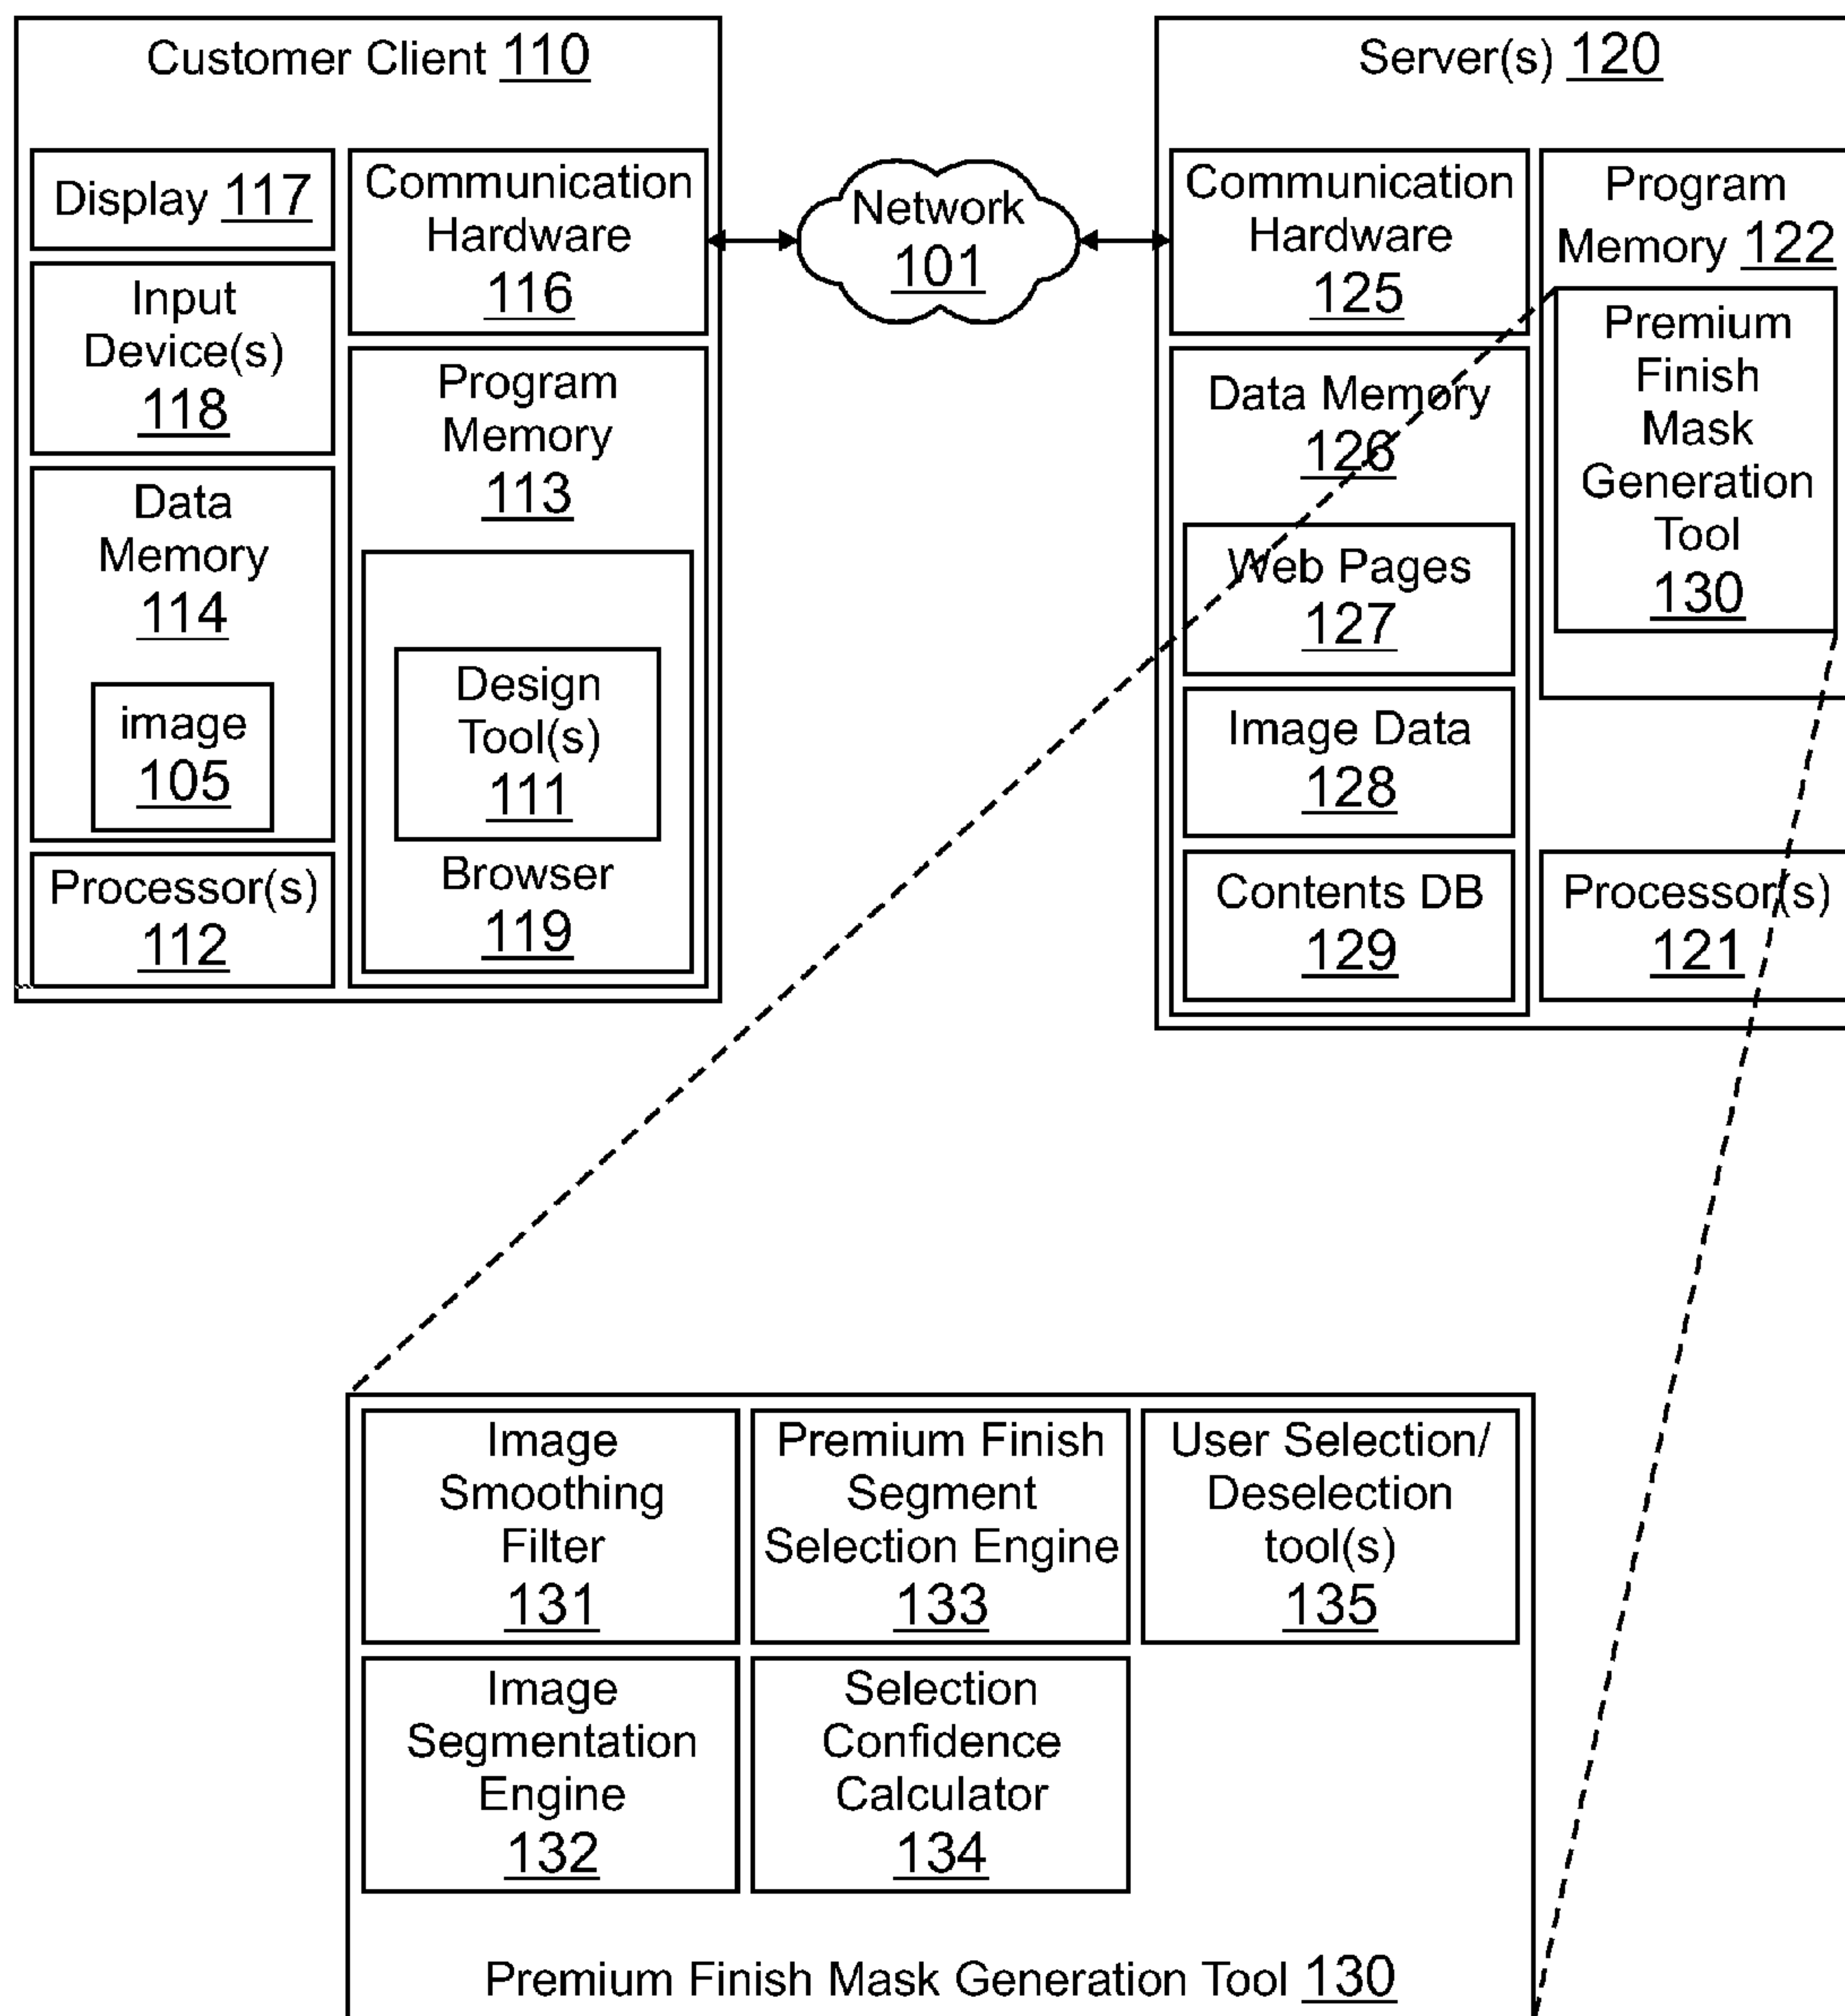 Customer Client 110
Display 117
Input
Device(s)
118
Data
Memory
114
image
105
Processor(s)
112
Communication
Hardware
116
Program
Memory
113
Design
Tool(s)
111
Browser
119
Network
101
Server(s) 120
Communication
Hardware
125
Data Memory
126
Web Pages
127
Image Data
128
Contents DB
129
Program
Memory 122
Premium
Finish
Mask
Generation
Tool
130
Processor(s)
121
Image
Smoothing
Filter
131
Premium Finish
Segment
Selection Engine
133
User Selection/
Deselection
tool(s)
135
Image
Segmentation
Engine
132
Selection
Confidence
Calculator
134
Premium Finish Mask Generation Tool 130